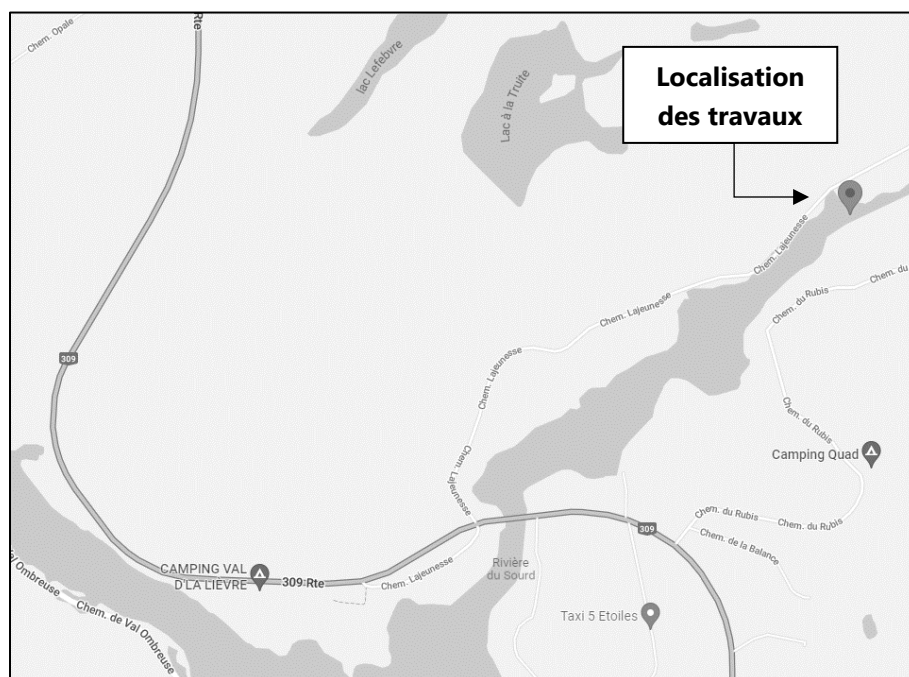 Chem. Opale
Rte
lac Lefebvre
Lac à la Truite
Localisation
des travaux
Chem. Lajeunesse
Chem. du Rubis
Chem. du
309
Chem. Lajeunesse
Chem. Lajeunesse
Chem. du Rubis
Camping Quad
Chem. Lajeunesse
Chem. du Rubis
Chem. du Rubis
309
Chem. de la Balance
Rivière
du Sourd
CAMPING VAL
D'LA LIEVRE
309 Rte
Chem. Lajeunesse
Taxi 5 Etoiles
al Ombreuse
Chem. de Val Ombreuse